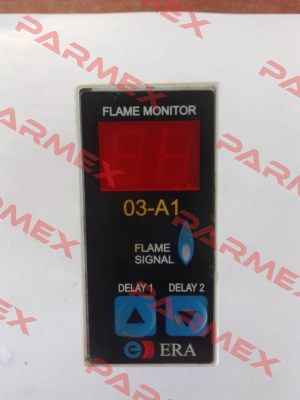 FLAME MONITOR
03-A1
FLAME
SIGNAL
DELAY 1 DELAY 2
ERA
PARMEX
PARMEX
PARMEX
PARMEX
PARMEX
PARMEX